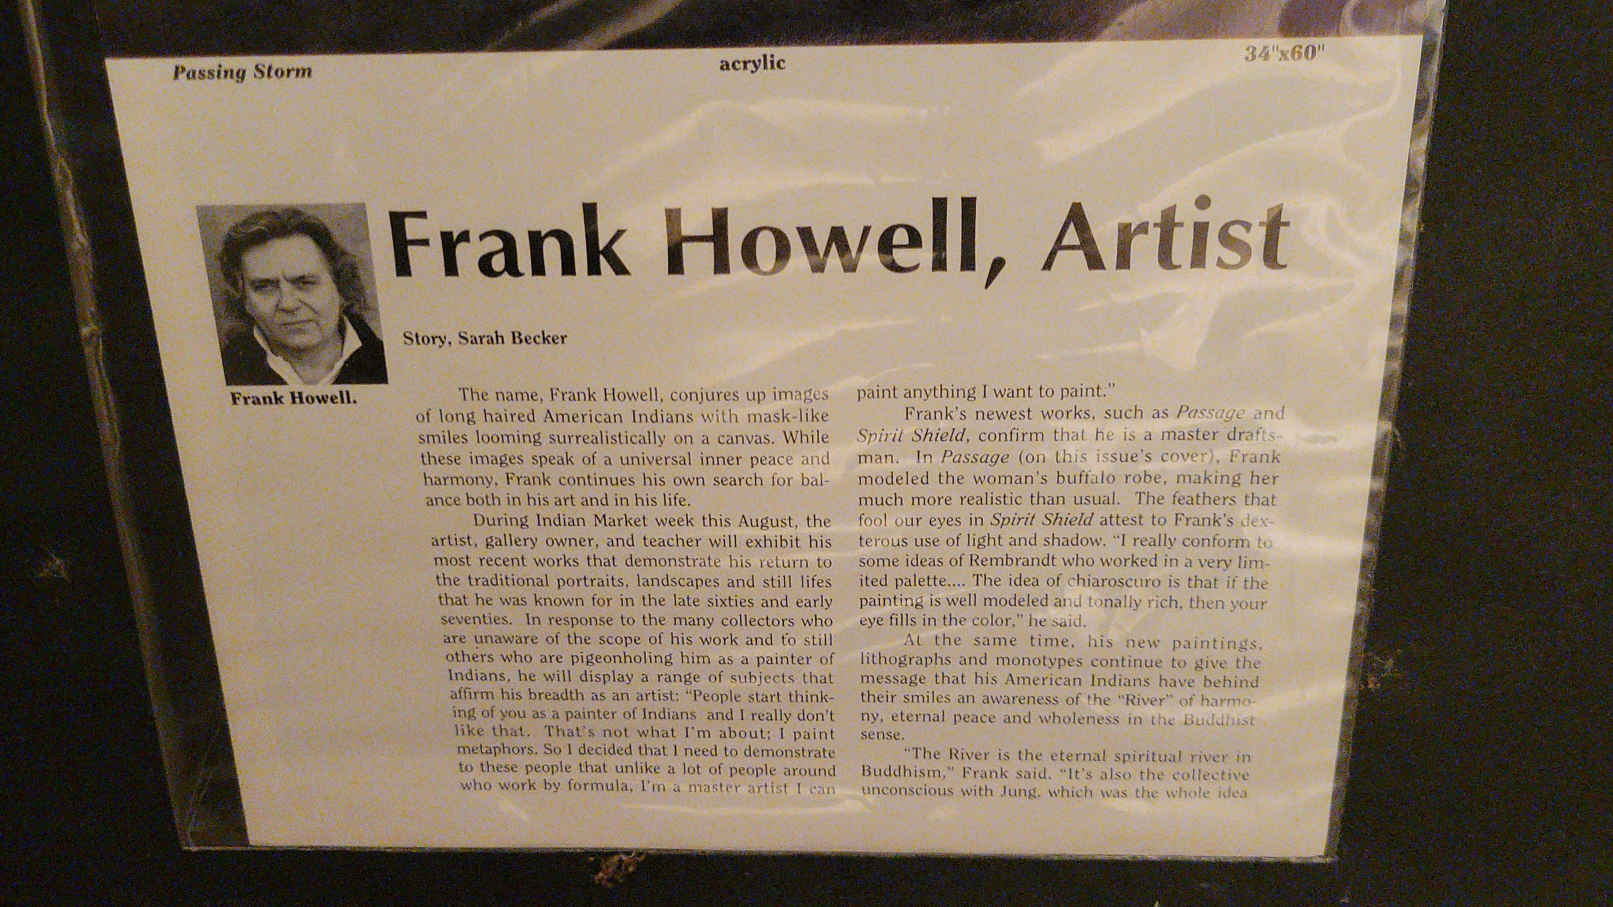 Passing Storm
acrylic
34"x60"
Frank Howell, Artist
Story, Sarah Becker
Frank Howell.
The name, Frank Howell, conjures up images
of long haired American Indians with mask-like
smiles looming surrealistically on a canvas. While
these images speak of a universal inner peace and
harmony, Frank continues his own search for bal-
ance both in his art and in his life.
During Indian Market week this August, the
artist, gallery owner, and teacher will exhibit his
most recent works that demonstrate his return to
the traditional portraits, landscapes and still lifes
that he was known for in the late sixties and early
seventies. In response to the many collectors who
are unaware of the scope of his work and to still
others who are pigeonholing him as a painter of
Indians, he will display a range of subjects that
affirm his breadth as an artist: “People start think-
ing of you as a painter of Indians and I really don’t
like that. That’s not what I’m about; I paint
metaphors. So I decided that I need to demonstrate
to these people that unlike a lot of people around
who work by formula, I’m a master artist I can
paint anything I want to paint.”
Frank’s newest works, such as Passage and
Spirit Shield, confirm that he is a master drafts-
man. In Passage (on this issue’s cover), Frank
modeled the woman’s buffalo robe, making her
much more realistic than usual. The feathers that
fool our eyes in Spirit Shield attest to Frank’s dex-
terous use of light and shadow. “I really conform to
some ideas of Rembrandt who worked in a very lim-
ited palette.... The idea of chiaroscuro is that if the
painting is well modeled and tonally rich, then your
eye fills in the color,” he said.
At the same time, his new paintings,
lithographs and monotypes continue to give the
message that his American Indians have behind
their smiles an awareness of the “River” of harmo-
ny, eternal peace and wholeness in the Buddhist
sense.
“The River is the eternal spiritual river in
Buddhism,” Frank said. “It’s also the collective
unconscious with Jung, which was the whole idea